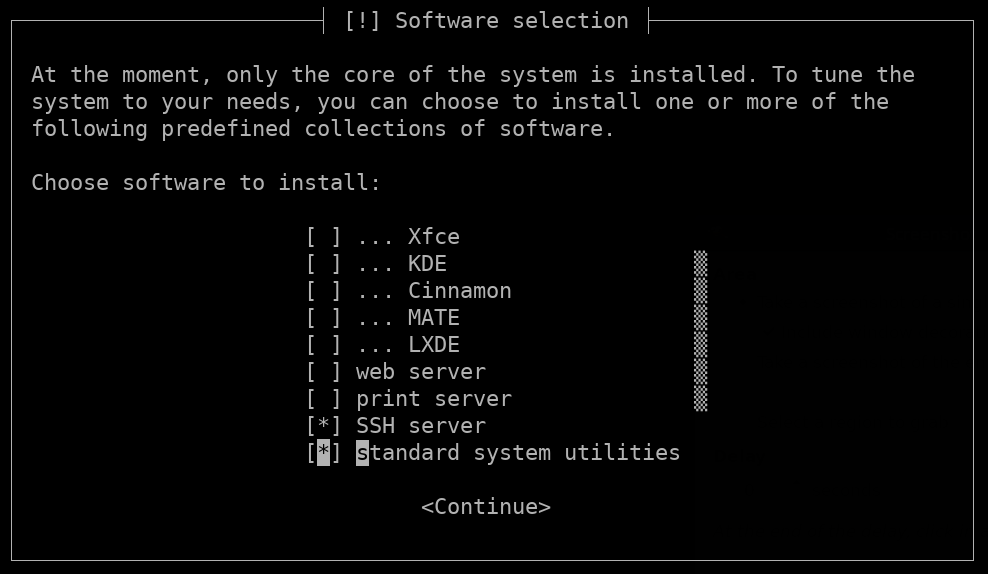 [!] Software selection
At the moment, only the core of the system is installed. To tune the
system to your needs, you can choose to install one or more of the
following predefined collections of software.
Choose software to install:
[ ] ... Xfce
[ ] ... KDE
[ ] ... Cinnamon
[ ] ... MATE
[ ] ... LXDE
[ ] web server
[ ] print server
[*] SSH server
[*] standard system utilities
<Continue>